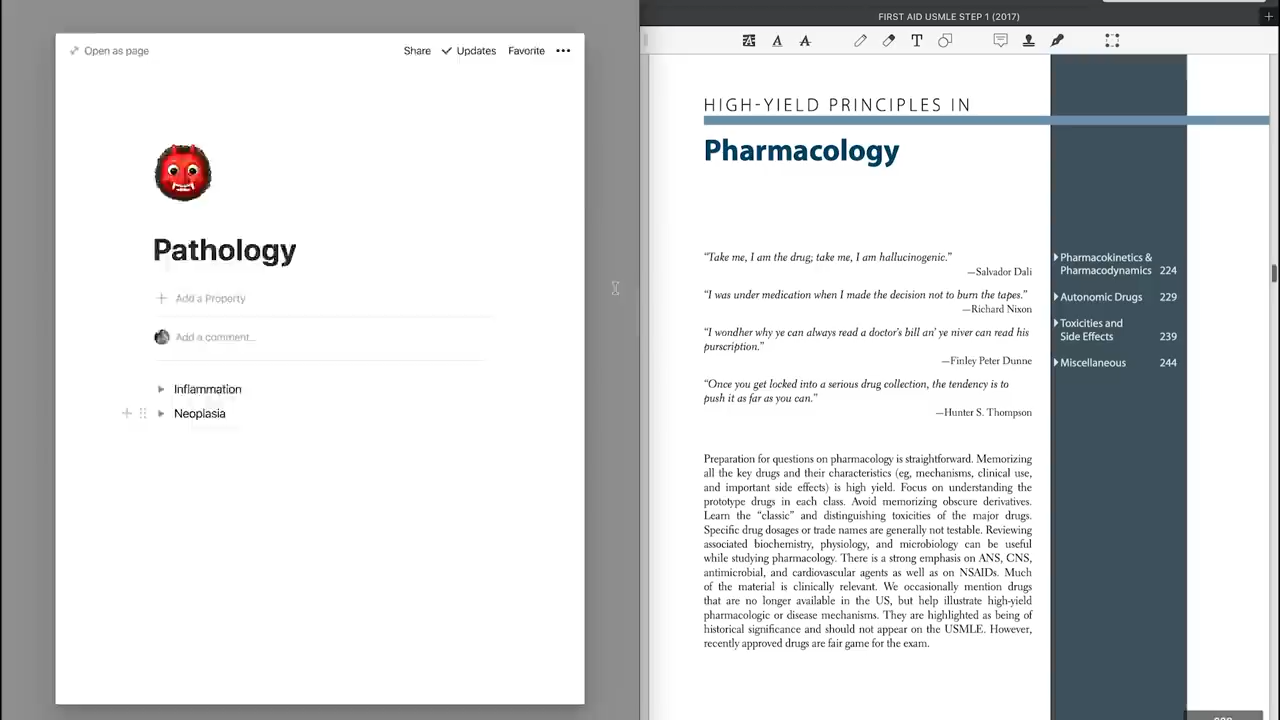 Open as page
Share
Updates
Favorite
Pathology
Add a Property
Add a comment...
Inflammation
Neoplasia
FIRST AID USMLE STEP 1 (2017)
HIGH-YIELD PRINCIPLES IN
Pharmacology
“Take me, I am the drug; take me, I am hallucinogenic.”
—Salvador Dali
“I was under medication when I made the decision not to burn the tapes.”
—Richard Nixon
“I wondher why ye can always read a doctor’s bill an’ ye niver can read his
purscription.”
—Finley Peter Dunne
“Once you get locked into a serious drug collection, the tendency is to
push it as far as you can.”
—Hunter S. Thompson
Preparation for questions on pharmacology is straightforward. Memorizing
all the key drugs and their characteristics (eg, mechanisms, clinical use,
and important side effects) is high yield. Focus on understanding the
prototype drugs in each class. Avoid memorizing obscure derivatives.
Learn the “classic” and distinguishing toxicities of the major drugs.
Specific drug dosages or trade names are generally not testable. Reviewing
associated biochemistry, physiology, and microbiology can be useful
while studying pharmacology. There is a strong emphasis on ANS, CNS,
antimicrobial, and cardiovascular agents as well as on NSAIDs. Much
of the material is clinically relevant. We occasionally mention drugs
that are no longer available in the US, but help illustrate high-yield
pharmacologic or disease mechanisms. They are highlighted as being of
historical significance and should not appear on the USMLE. However,
recently approved drugs are fair game for the exam.
Pharmacokinetics &
Pharmacodynamics 224
Autonomic Drugs 229
Toxicities and
Side Effects 239
Miscellaneous 244